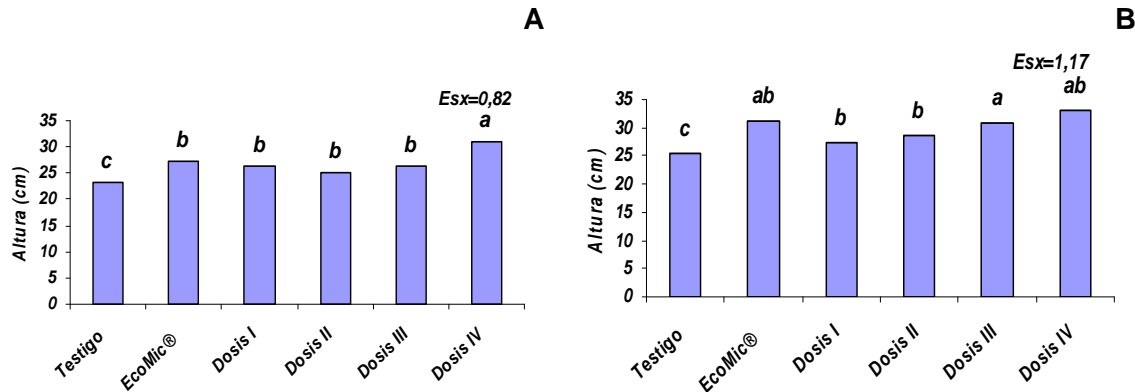 A
Esx=0,82
a
c
b
b
b
b
35
30
25
20
15
10
5
0
Altura (cm)
Testigo
EcoMic®
Dosis I
Dosis II
Dosis III
Dosis IV
B
Esx=1,17
c
ab
b
b
a
ab
35
30
25
20
15
10
5
0
Altura (cm)
Testigo
EcoMic®
Dosis I
Dosis II
Dosis III
Dosis IV